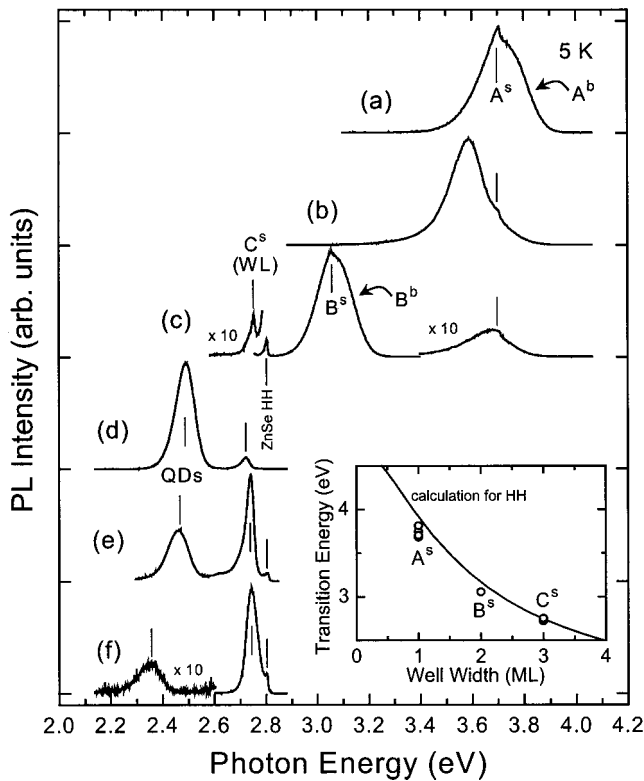 5 K
(a)
A^s
A^b
(b)
C^s
(WL)
B^s
B^b
(c)
x 10
x 10
ZnSe HH
(d)
QDs
(e)
(f)
x 10
PL Intensity (arb. units)
2.0 2.2 2.4 2.6 2.8 3.0 3.2 3.4 3.6 3.8 4.0 4.2
Photon Energy (eV)
calculation for HH
A^s
B^s
C^s
4
3
Transition Energy (eV)
0 1 2 3 4
Well Width (ML)